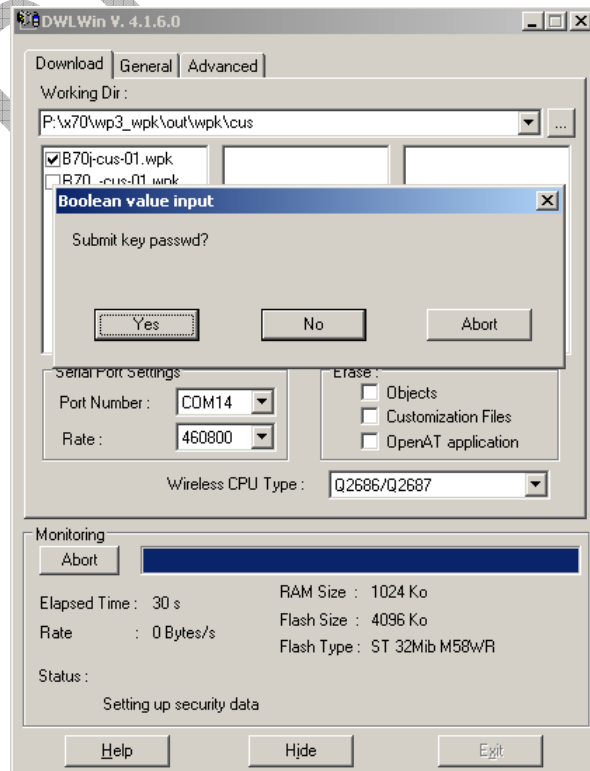 DWLWin V. 4.1.6.0
Download General Advanced
Working Dir :
P:\x70\wp3_wpk\out\wpk\cus ...
B70j-cus-01.wpk
Boolean value input
Submit key passwd?
Yes No Abort
Serial Port Settings Erase :
Port Number : COM14 Objects
Customization Files
Rate : 460800 OpenAT application
Wireless CPU Type : Q2686/Q2687
Monitoring
Abort
Elapsed Time : 30 s RAM Size : 1024 Ko
Rate : 0 Bytes/s Flash Size : 4096 Ko
Flash Type : ST 32Mib M58WR
Status :
Setting up security data
Help Hide Exit